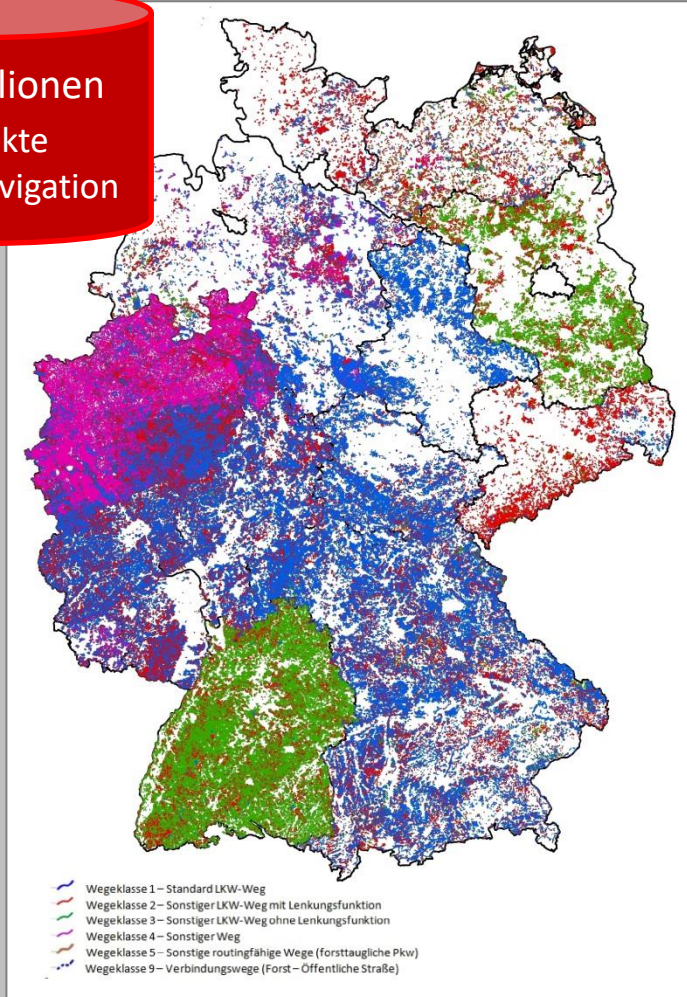 lionen
kte
vigation
Wegeklasse 1 – Standard LKW-Weg
Wegeklasse 2 – Sonstiger LKW-Weg mit Lenkungsfunktion
Wegeklasse 3 – Sonstiger LKW-Weg ohne Lenkungsfunktion
Wegeklasse 4 – Sonstiger Weg
Wegeklasse 5 – Sonstige routingfähige Wege (forsttaugliche Pkw)
Wegeklasse 9 – Verbindungswege (Forst – Öffentliche Straße)